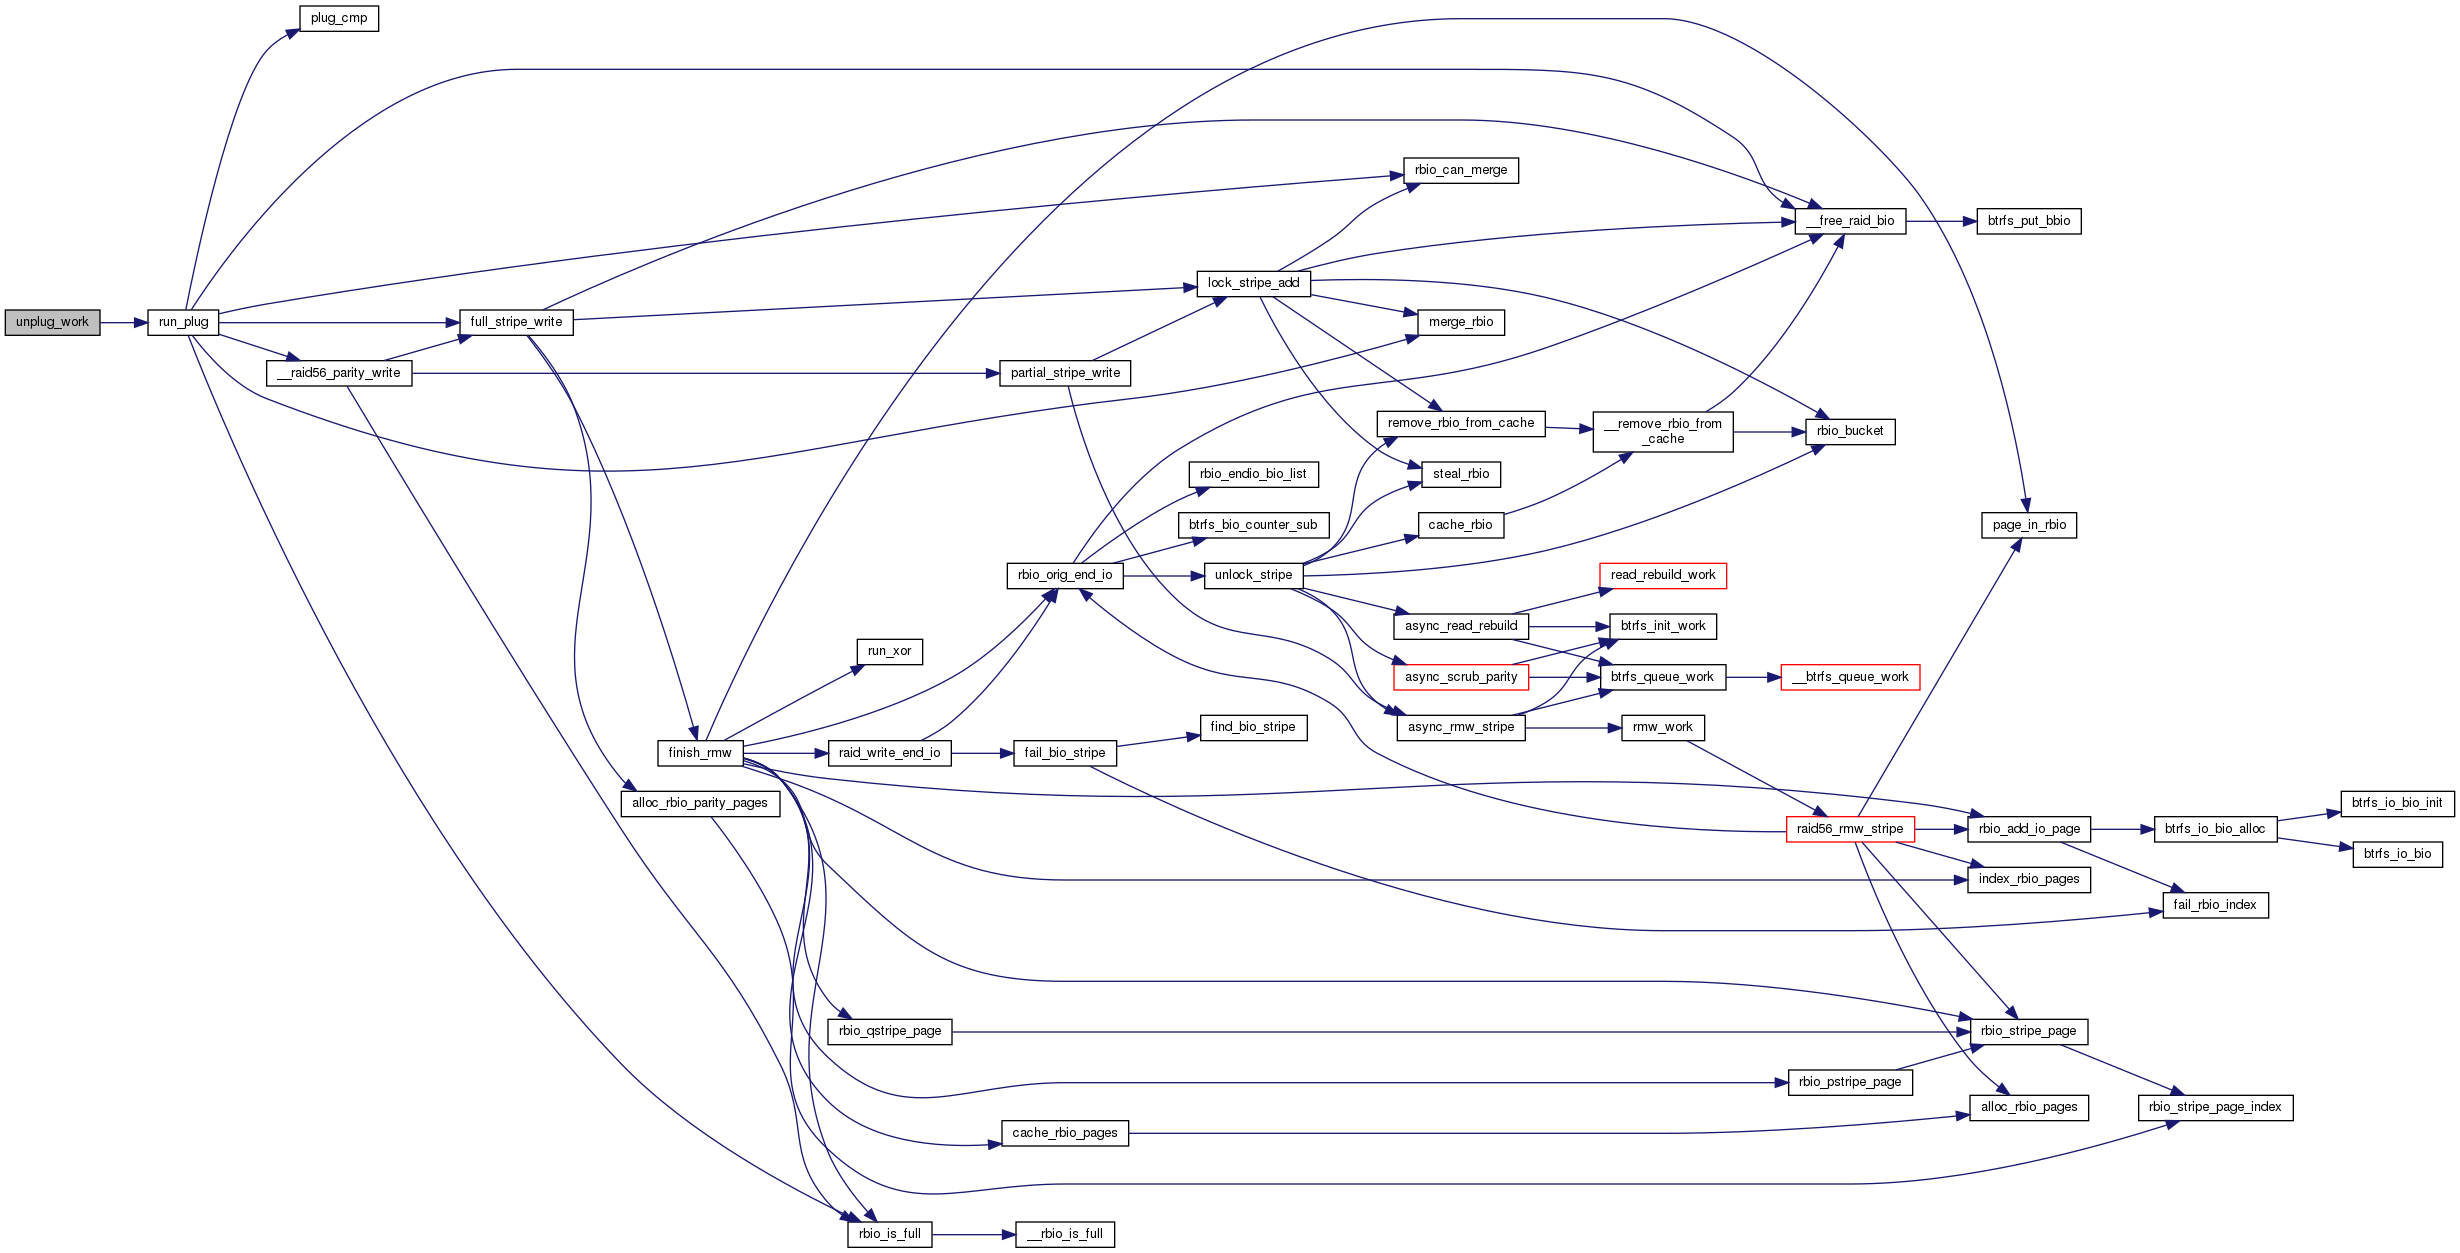 plug_cmp
rbio_can_merge
__free_raid_bio
btrfs_put_bbio
lock_stripe_add
unplug_work
run_plug
full_stripe_write
merge_rbio
__raid56_parity_write
partial_stripe_write
remove_rbio_from_cache
__remove_rbio_from
_cache
rbio_bucket
rbio_endio_bio_list
steal_rbio
btrfs_bio_counter_sub
cache_rbio
page_in_rbio
rbio_orig_end_io
unlock_stripe
read_rebuild_work
async_read_rebuild
btrfs_init_work
run_xor
async_scrub_parity
btrfs_queue_work
__btrfs_queue_work
find_bio_stripe
async_rmw_stripe
rmw_work
finish_rmw
raid_write_end_io
fail_bio_stripe
alloc_rbio_parity_pages
btrfs_io_bio_init
raid56_rmw_stripe
rbio_add_io_page
btrfs_io_bio_alloc
btrfs_io_bio
index_rbio_pages
fail_rbio_index
rbio_qstripe_page
rbio_stripe_page
rbio_pstripe_page
alloc_rbio_pages
rbio_stripe_page_index
cache_rbio_pages
rbio_is_full
__rbio_is_full